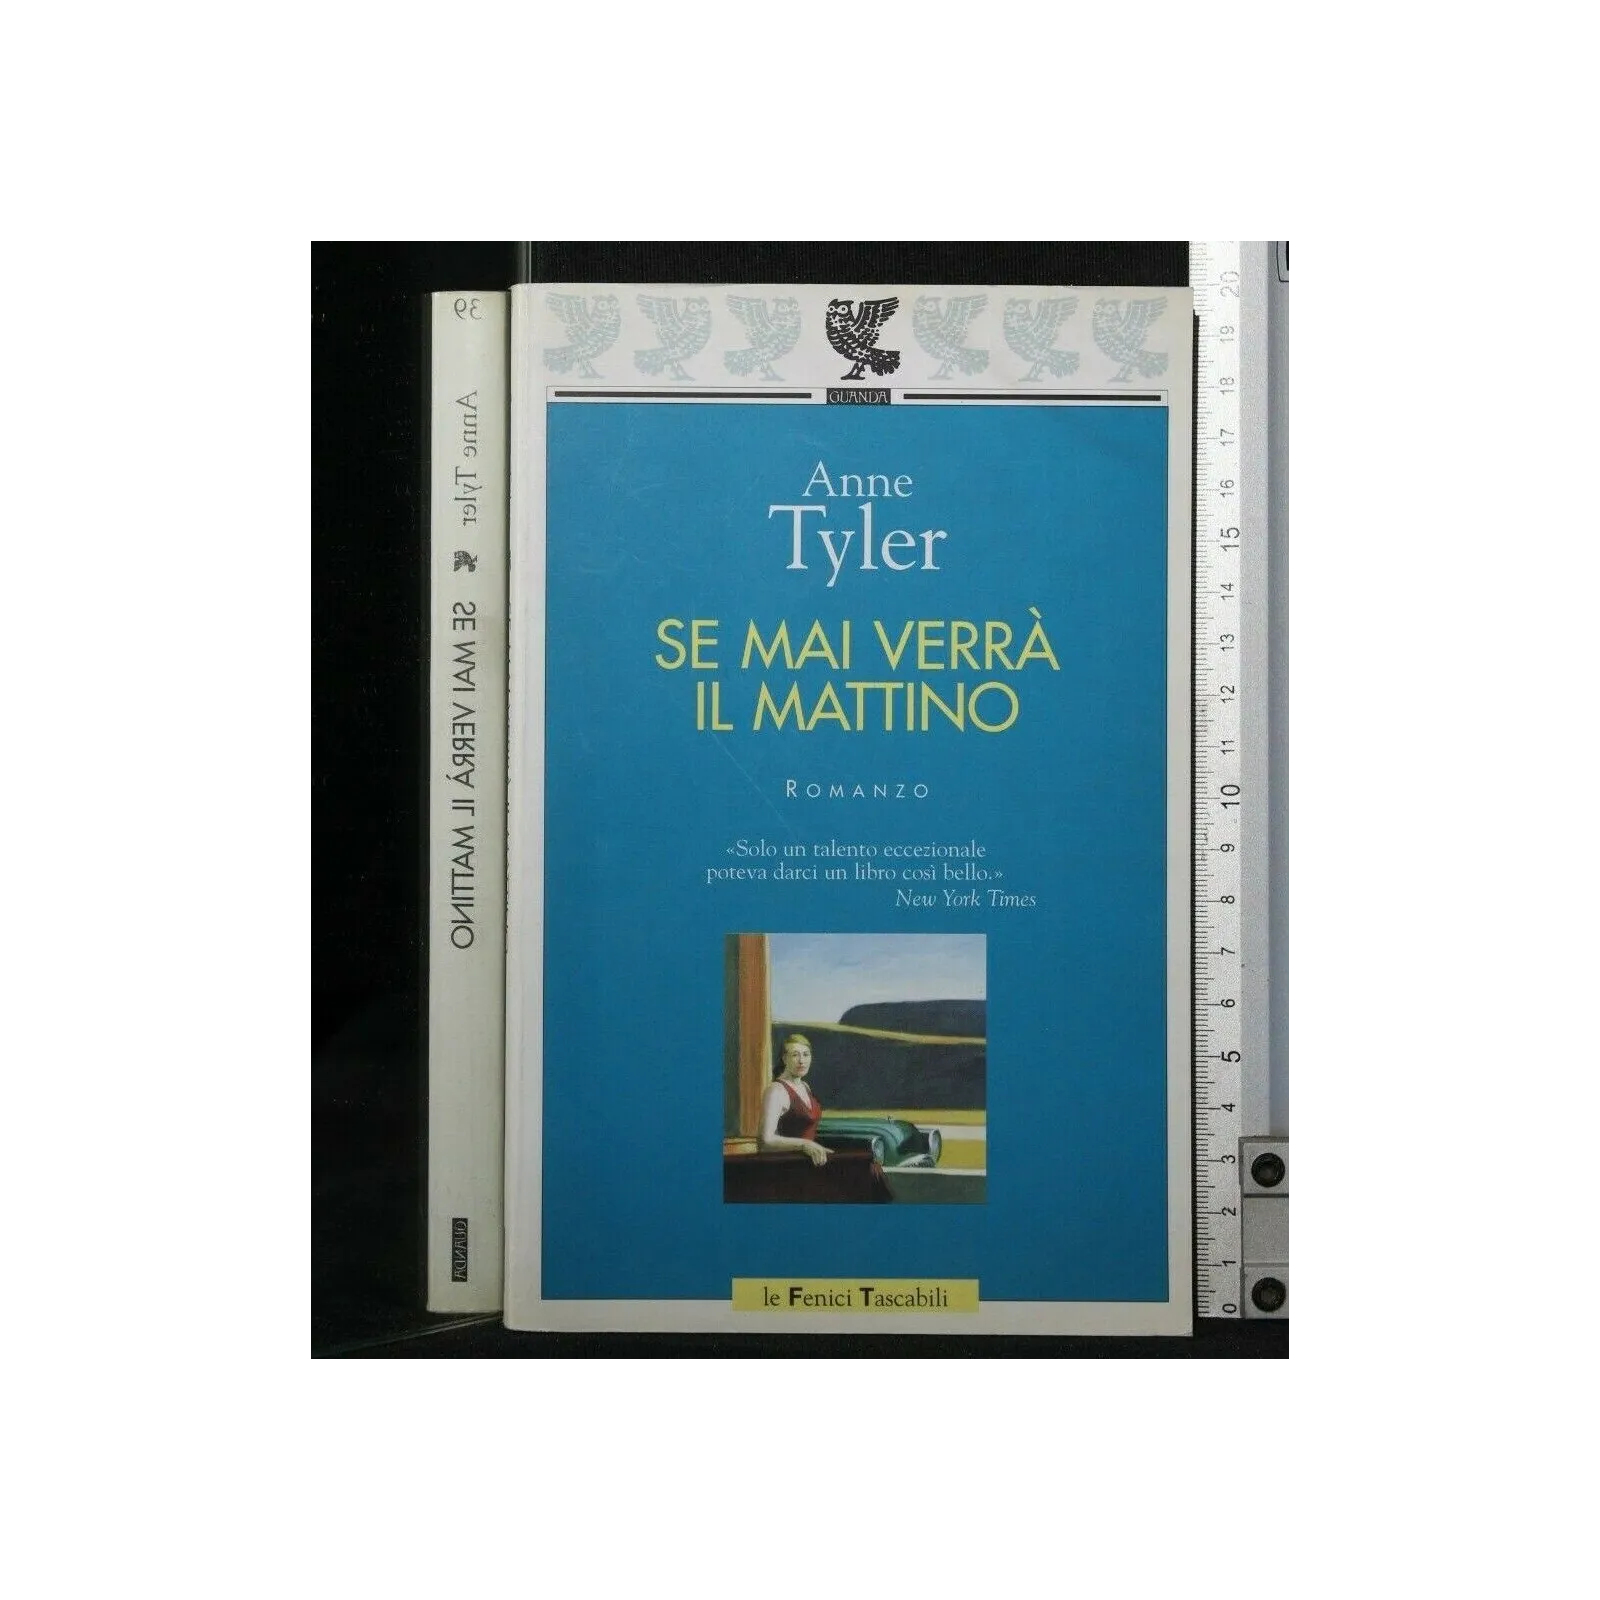 39
Anne Tyler
SE MAI VERRÀ IL MATTINO
GUANDA
GUANDA
Anne
Tyler
SE MAI VERRÀ
IL MATTINO
ROMANZO
«Solo un talento eccezionale
poteva darci un libro così bello.»
New York Times
le Fenici Tascabili
20
19
18
17
16
15
14
13
12
11
10
9
8
7
6
5
4
3
2
1
0